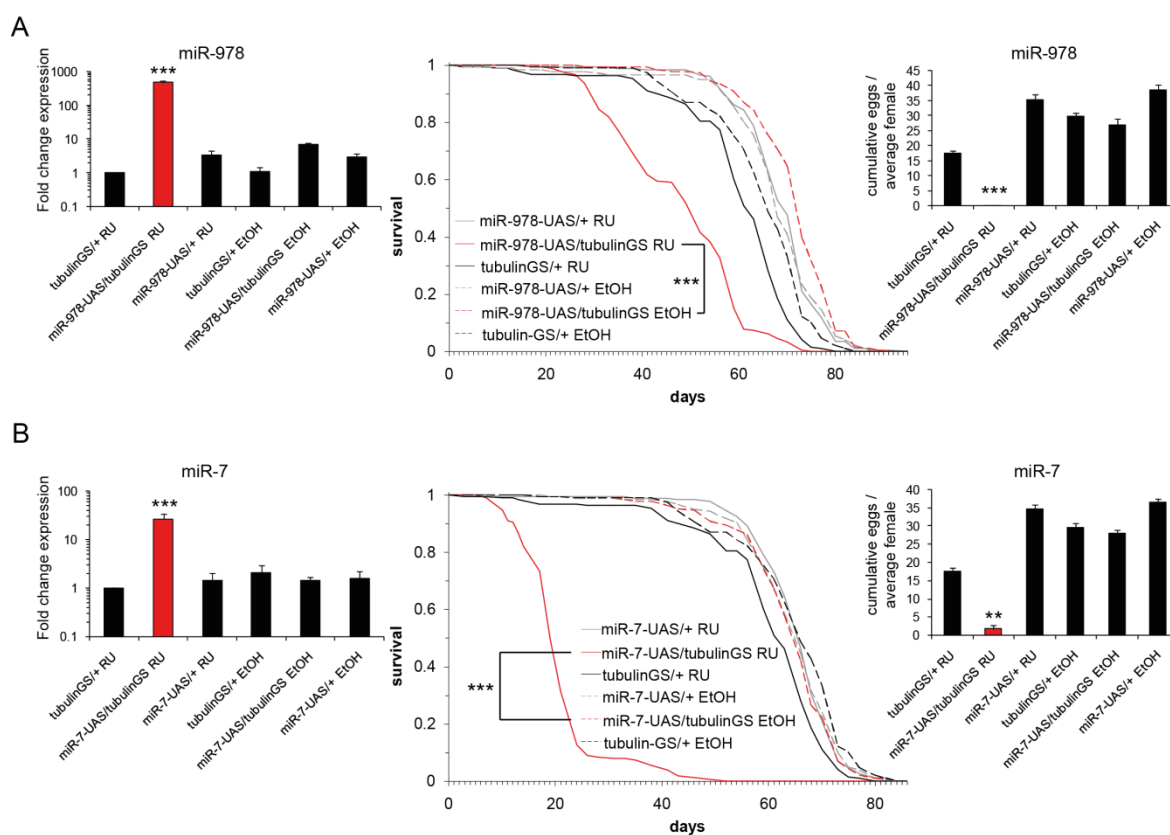 A
miR-978
Fold change expression
1000
100
10
1
0.1
***
tubulinGS/+ RU
miR-978-UAS/tubulinGS RU
miR-978-UAS/+ RU
tubulinGS/+ EtOH
miR-978-UAS/tubulinGS EtOH
miR-978-UAS/+ EtOH
survival
1
0.8
0.6
0.4
0.2
0
miR-978-UAS/+ RU
miR-978-UAS/tubulinGS RU
tubulinGS/+ RU
miR-978-UAS/+ EtOH
miR-978-UAS/tubulinGS EtOH
tubulin-GS/+ EtOH
***
0 20 40 60 80
days
miR-978
cumulative eggs /
average female
45
40
35
30
25
20
15
10
5
0
***
tubulinGS/+ RU
miR-978-UAS/tubulinGS RU
miR-978-UAS/+ RU
tubulinGS/+ EtOH
miR-978-UAS/tubulinGS EtOH
miR-978-UAS/+ EtOH
B
miR-7
Fold change expression
100
10
1
0.1
***
tubulinGS/+ RU
miR-7-UAS/tubulinGS RU
miR-7-UAS/+ RU
tubulinGS/+ EtOH
miR-7-UAS/tubulinGS EtOH
miR-7-UAS/+ EtOH
survival
1
0.8
0.6
0.4
0.2
0
miR-7-UAS/+ RU
miR-7-UAS/tubulinGS RU
tubulinGS/+ RU
miR-7-UAS/+ EtOH
miR-7-UAS/tubulinGS EtOH
tubulin-GS/+ EtOH
***
0 20 40 60 80
days
miR-7
cumulative eggs /
average female
40
35
30
25
20
15
10
5
0
**
tubulinGS/+ RU
miR-7-UAS/tubulinGS RU
miR-7-UAS/+ RU
tubulinGS/+ EtOH
miR-7-UAS/tubulinGS EtOH
miR-7-UAS/+ EtOH